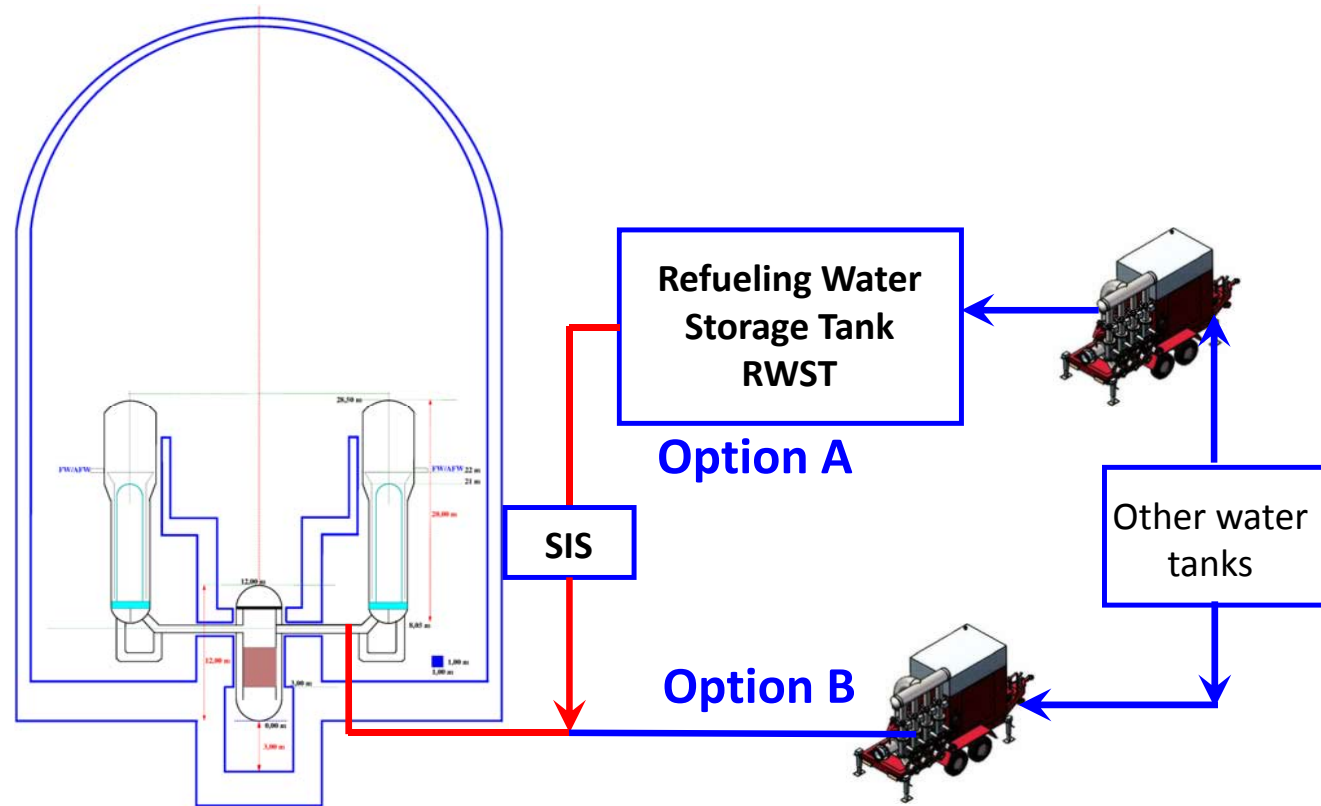 Refueling Water
Storage Tank
RWST
Option A
SIS
Other water
tanks
Option B
28,50 m
FW/AFW
FW/AFW 22 m
21 m
20,00 m
12,00 m
8,05 m
12,00 m
1,00 m
1,00 m
3,00 m
0,00 m
3,00 m